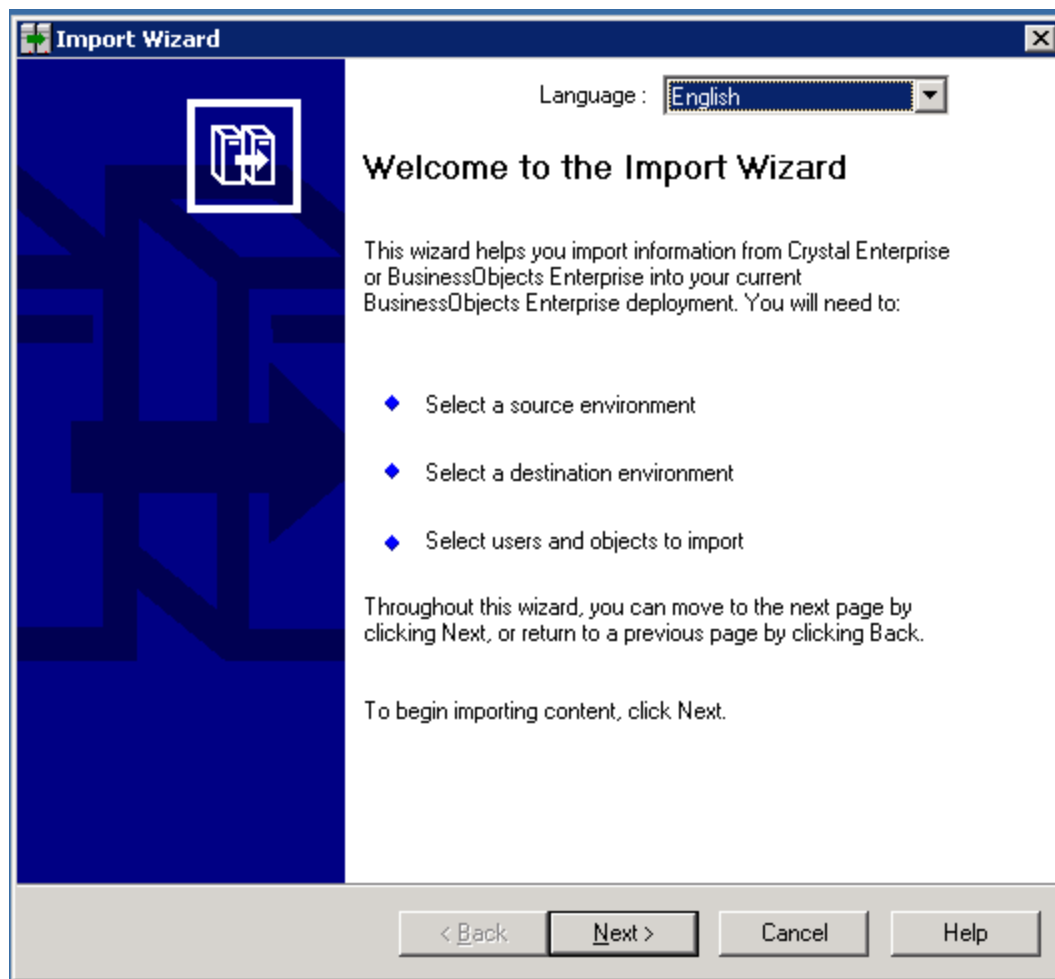 Import Wizard
Language : English
Welcome to the Import Wizard
This wizard helps you import information from Crystal Enterprise
or BusinessObjects Enterprise into your current
BusinessObjects Enterprise deployment. You will need to:
Select a source environment
Select a destination environment
Select users and objects to import
Throughout this wizard, you can move to the next page by
clicking Next, or return to a previous page by clicking Back.
To begin importing content, click Next.
< Back Next > Cancel Help